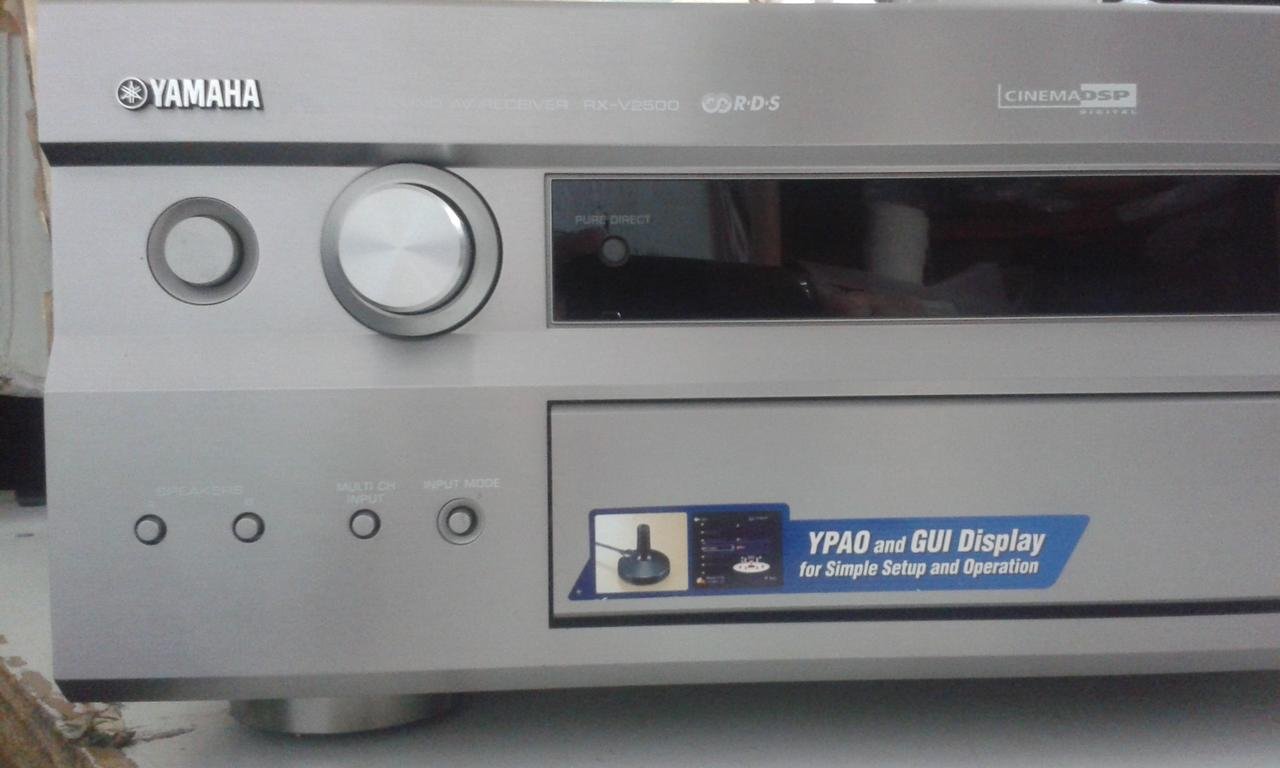 YAMAHA
AV RECEIVER RX-V2500
R·D·S
CINEMA DSP
DIGITAL
PURE DIRECT
SPEAKERS
B
MULTI CH
INPUT
INPUT MODE
YPAO and GUI Display
for Simple Setup and Operation